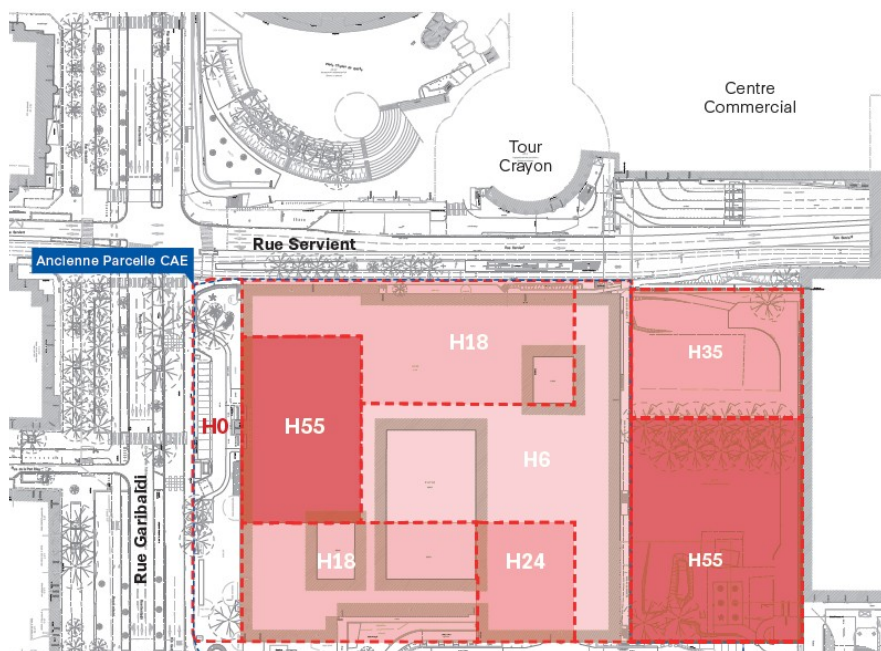 Centre
Commercial
Tour
Crayon
Rue Servient
Ancienne Parcelle CAE
H18
H35
H0
H55
H6
Rue Garibaldi
H18
H24
H55